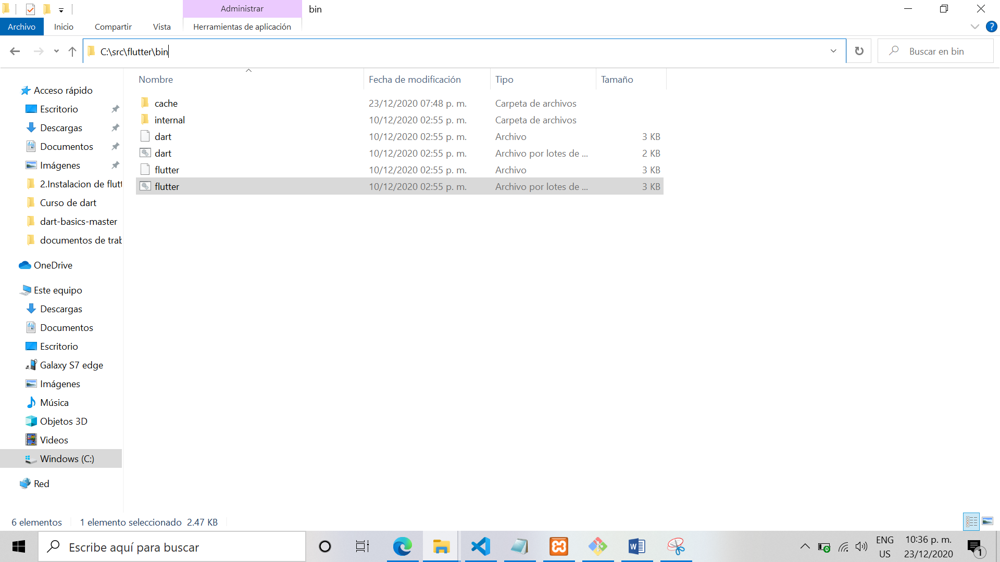 Administrar
bin
Archivo
Inicio
Compartir
Vista
Herramientas de aplicación
?
C:\src\flutter\bin
Buscar en bin
Nombre
Fecha de modificación
Tipo
Tamaño
cache 23/12/2020 07:48 p. m. Carpeta de archivos
internal 10/12/2020 02:55 p. m. Carpeta de archivos
dart 10/12/2020 02:55 p. m. Archivo 3 KB
dart 10/12/2020 02:55 p. m. Archivo por lotes de ... 2 KB
flutter 10/12/2020 02:55 p. m. Archivo 3 KB
flutter 10/12/2020 02:55 p. m. Archivo por lotes de ... 3 KB
Acceso rápido
Escritorio
Descargas
Documentos
Imágenes
2.Instalacion de flutt
Curso de dart
dart-basics-master
documentos de trab
OneDrive
Este equipo
Descargas
Documentos
Escritorio
Galaxy S7 edge
Imágenes
Música
Objetos 3D
Videos
Windows (C:)
Red
6 elementos
1 elemento seleccionado 2.47 KB
Escribe aquí para buscar
ENG
US
10:36 p. m.
23/12/2020
1